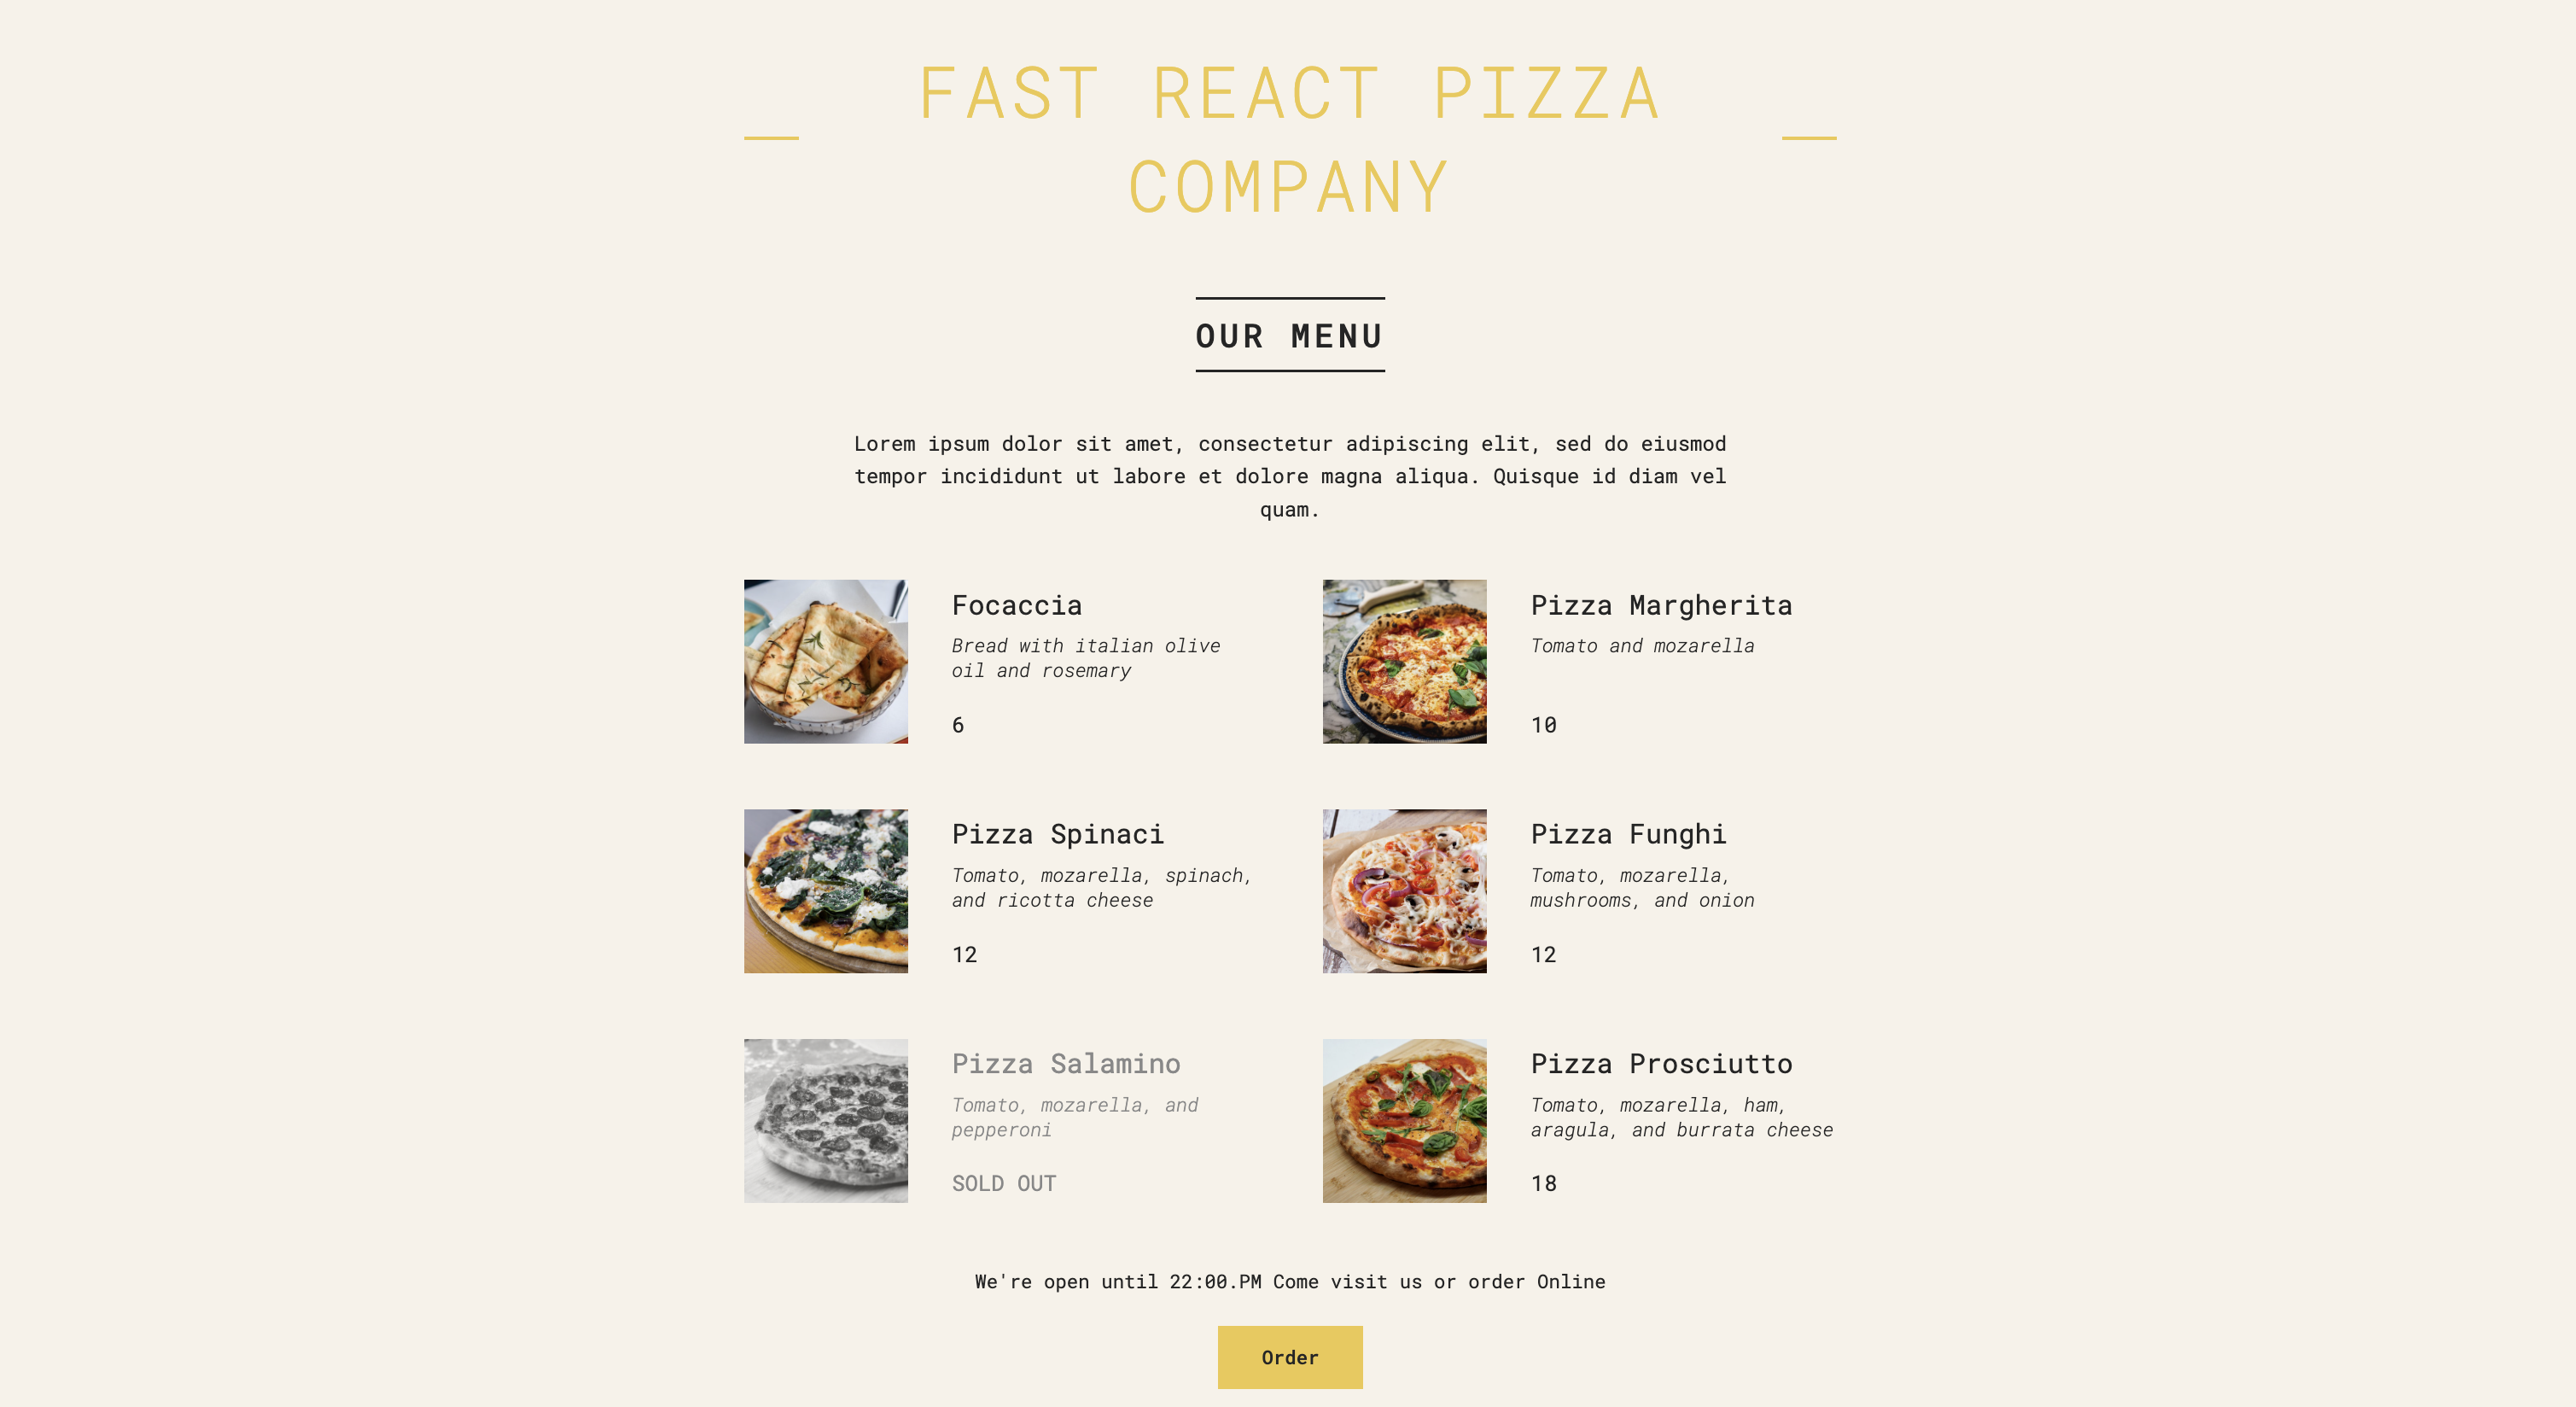 FAST REACT PIZZA
COMPANY
OUR MENU
Lorem ipsum dolor sit amet, consectetur adipiscing elit, sed do eiusmod
tempor incididunt ut labore et dolore magna aliqua. Quisque id diam vel
quam.
Focaccia
Bread with italian olive
oil and rosemary
6
Pizza Margherita
Tomato and mozarella
10
Pizza Spinaci
Tomato, mozarella, spinach,
and ricotta cheese
12
Pizza Funghi
Tomato, mozarella,
mushrooms, and onion
12
Pizza Salamino
Tomato, mozarella, and
pepperoni
SOLD OUT
Pizza Prosciutto
Tomato, mozarella, ham,
aragula, and burrata cheese
18
We're open until 22:00.PM Come visit us or order Online
Order